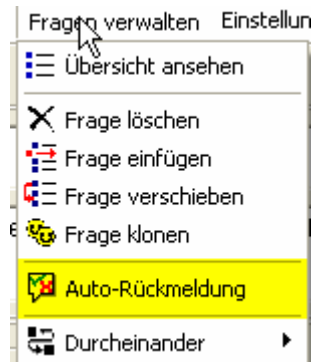 Fragen verwalten Einstellun
Übersicht ansehen
Frage löschen
Frage einfügen
Frage verschieben
Frage klonen
Auto-Rückmeldung
Durcheinander